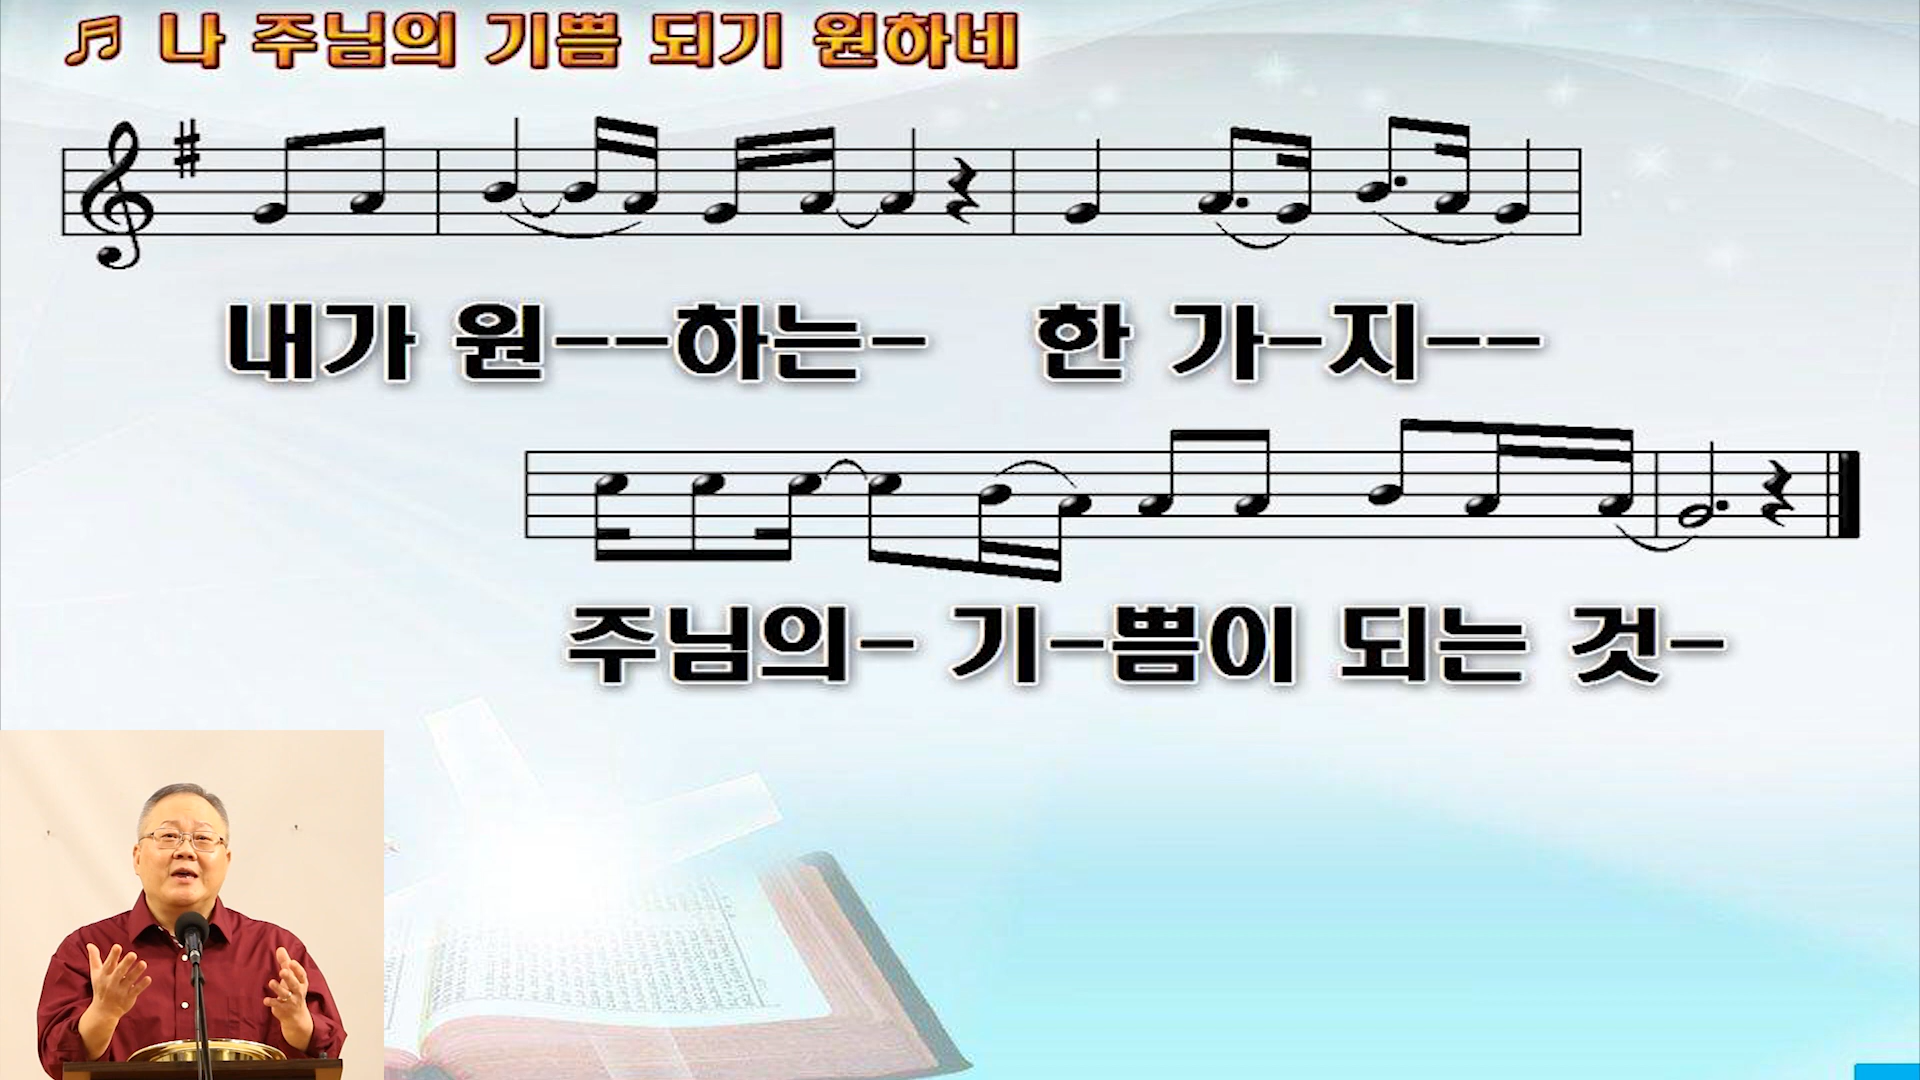 나 주님의 기쁨 되기 원하네
내가 원--하는- 한 가-지--
주님의- 기-쁨이 되는 것-